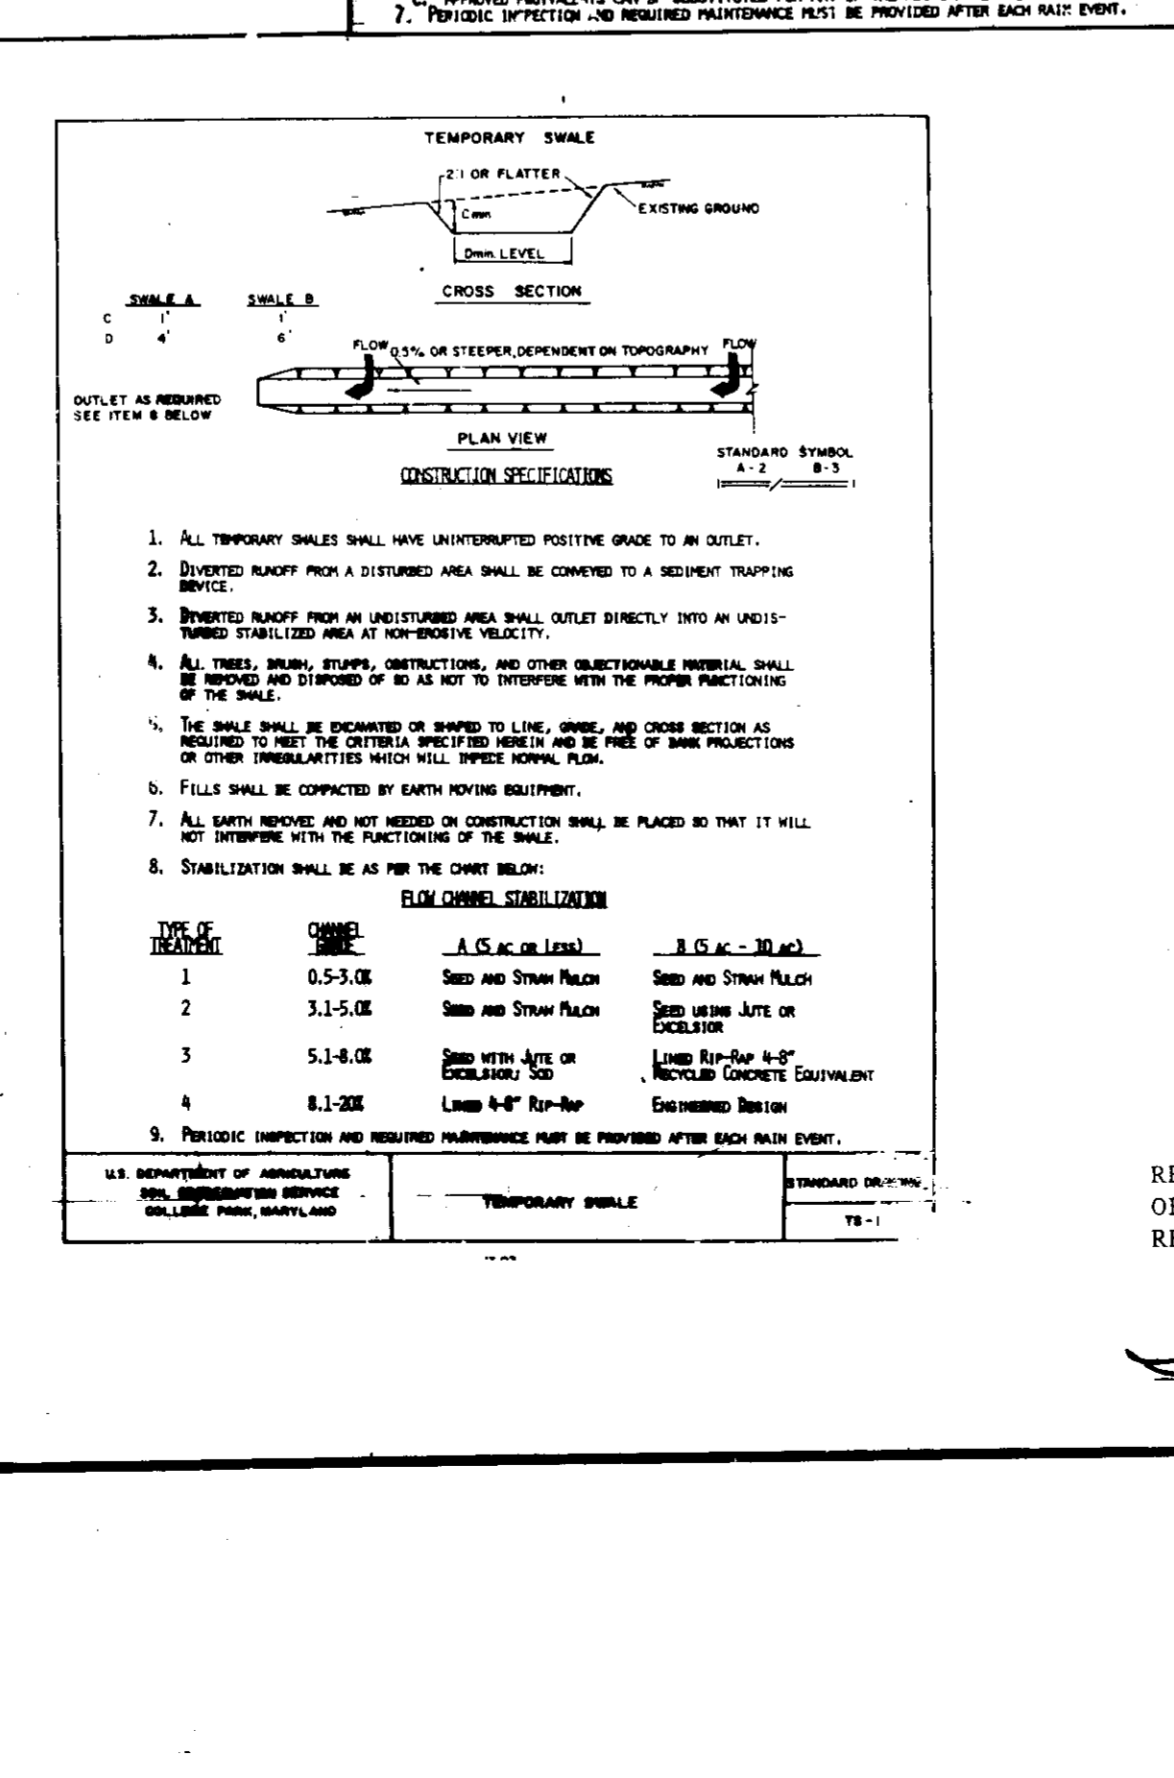 7. PERIODIC INSPECTION AND REQUIRED MAINTENANCE MUST BE PROVIDED AFTER EACH RAIN EVENT.
TEMPORARY SWALE
2:1 OR FLATTER
C min
EXISTING GROUND
Dmin. LEVEL
CROSS SECTION
SWALE A SWALE B
C 1' 1'
D 4' 6'
FLOW 0.5% OR STEEPER, DEPENDENT ON TOPOGRAPHY FLOW
OUTLET AS REQUIRED
SEE ITEM 8 BELOW
PLAN VIEW
STANDARD SYMBOL
A-2 B-3
CONSTRUCTION SPECIFICATIONS
1. ALL TEMPORARY SWALES SHALL HAVE UNINTERRUPTED POSITIVE GRADE TO AN OUTLET.
2. DIVERTED RUNOFF FROM A DISTURBED AREA SHALL BE CONVEYED TO A SEDIMENT TRAPPING
DEVICE.
3. DIVERTED RUNOFF FROM AN UNDISTURBED AREA SHALL OUTLET DIRECTLY INTO AN UNDIS-
TURBED STABILIZED AREA AT NON-EROSIVE VELOCITY.
4. ALL TREES, BRUSH, STUMPS, OBSTRUCTIONS, AND OTHER OBJECTIONABLE MATERIAL SHALL
BE REMOVED AND DISPOSED OF SO AS NOT TO INTERFERE WITH THE PROPER FUNCTIONING
OF THE SWALE.
5. THE SWALE SHALL BE EXCAVATED OR SHAPED TO LINE, GRADE, AND CROSS SECTION AS
REQUIRED TO MEET THE CRITERIA SPECIFIED HEREIN AND BE FREE OF BANK PROJECTIONS
OR OTHER IRREGULARITIES WHICH WILL IMPEDE NORMAL FLOW.
6. FILLS SHALL BE COMPACTED BY EARTH MOVING EQUIPMENT.
7. ALL EARTH REMOVED AND NOT NEEDED ON CONSTRUCTION SHALL BE PLACED SO THAT IT WILL
NOT INTERFERE WITH THE FUNCTIONING OF THE SWALE.
8. STABILIZATION SHALL BE AS PER THE CHART BELOW:
FLOW CHANNEL STABILIZATION
TYPE OF TREATMENT CHANNEL GRADE A (5 AC OR LESS) B (5 AC - 10 AC)
1 0.5-3.0% SEED AND STRAW MULCH SEED AND STRAW MULCH
2 3.1-5.0% SEED AND STRAW MULCH SEED USING JUTE OR
EXCELSIOR
3 5.1-8.0% SEED WITH JUTE OR LINED RIP-RAP 4-8"
EXCELSIOR; SOD RECYCLED CONCRETE EQUIVALENT
4 8.1-20% LINED 4-8" RIP-RAP ENGINEERED DESIGN
9. PERIODIC INSPECTION AND REQUIRED MAINTENANCE MUST BE PROVIDED AFTER EACH RAIN EVENT.
U.S. DEPARTMENT OF AGRICULTURE
SOIL CONSERVATION SERVICE
COLLEGE PARK, MARYLAND
TEMPORARY SWALE
STANDARD DRAWING
TS-1